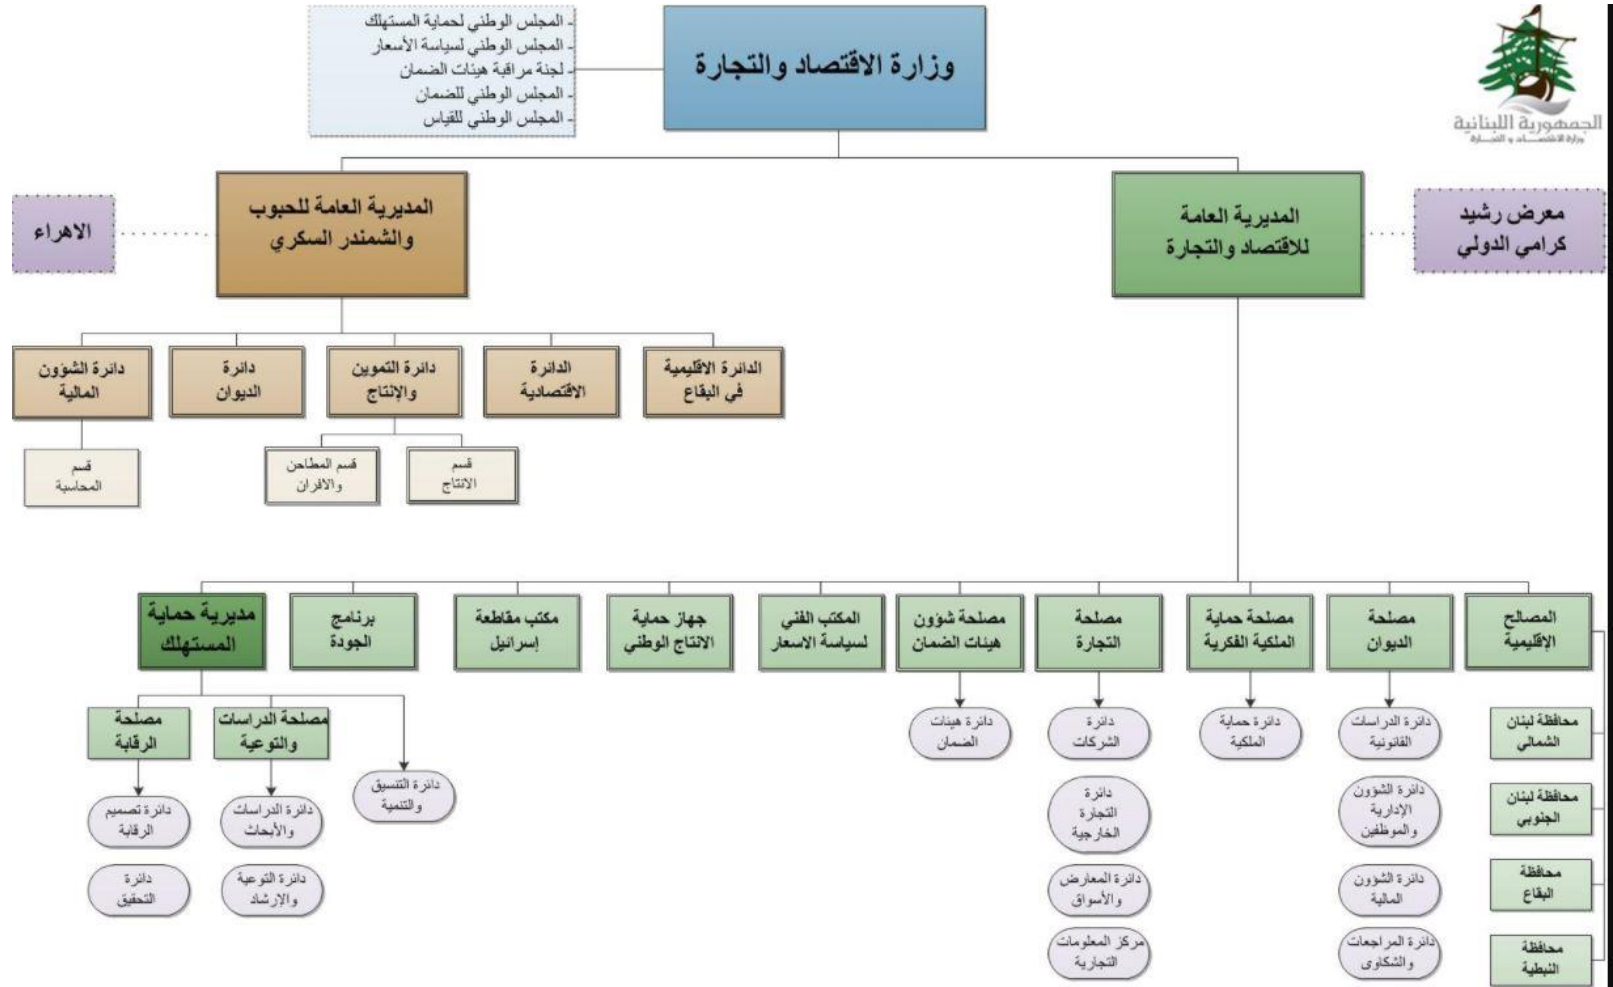 - المجلس الوطني لحماية المستهلك
- المجلس الوطني لسياسة الأسعار
- لجنة مراقبة هيئات الضمان
- المجلس الوطني للضمان
- المجلس الوطني للقياس
وزارة الاقتصاد والتجارة
الجمهورية اللبنانية
وزارة الاقتصاد و التجارة
معرض رشيد
كرامي الدولي
المديرية العامة
للاقتصاد والتجارة
المديرية العامة للحبوب
والشمندر السكري
الاهراء
الدائرة الاقليمية
في البقاع
الدائرة
الاقتصادية
دائرة التموين
والإنتاج
دائرة
الديوان
دائرة الشؤون
المالية
قسم
الانتاج
قسم المطاحن
والافران
قسم
المحاسبة
المصالح
الإقليمية
مصلحة
الديوان
مصلحة حماية
الملكية الفكرية
مصلحة
التجارة
مصلحة شؤون
هيئات الضمان
المكتب الفني
لسياسة الاسعار
جهاز حماية
الانتاج الوطني
مكتب مقاطعة
إسرائيل
برنامج
الجودة
مديرية حماية
المستهلك
محافظة لبنان
الشمالي
محافظة لبنان
الجنوبي
محافظة
البقاع
محافظة
النبطية
دائرة الدراسات
القانونية
دائرة الشؤون
الإدارية
والموظفين
دائرة الشؤون
المالية
دائرة المراجعات
والشكاوى
دائرة حماية
الملكية
دائرة
الشركات
دائرة
التجارة
الخارجية
دائرة المعارض
والأسواق
مركز المعلومات
التجارية
دائرة هيئات
الضمان
دائرة التنسيق
والتنمية
مصلحة الدراسات
والتوعية
دائرة الدراسات
والأبحاث
دائرة التوعية
والإرشاد
مصلحة
الرقابة
دائرة تصميم
الرقابة
دائرة
التحقيق